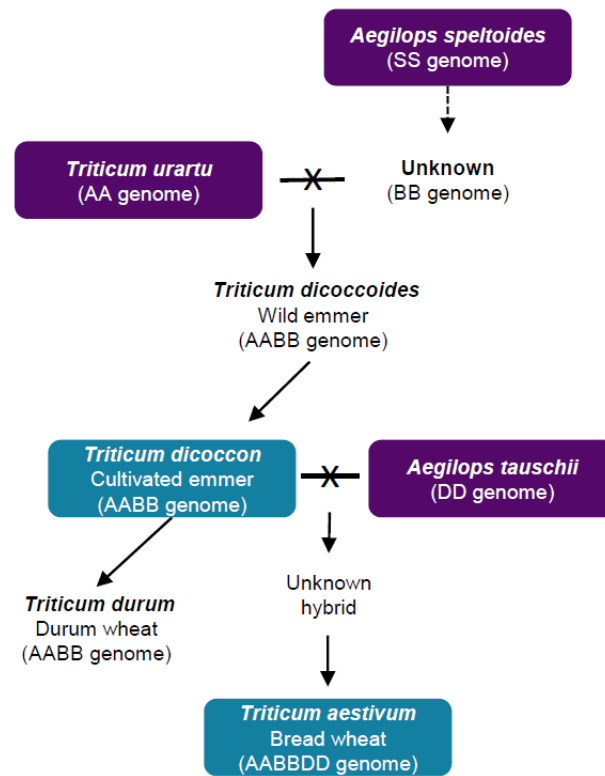 Aegilops speltoides
(SS genome)
Triticum urartu
(AA genome)
X
Unknown
(BB genome)
Triticum dicoccoides
Wild emmer
(AABB genome)
Triticum dicoccon
Cultivated emmer
(AABB genome)
X
Aegilops tauschii
(DD genome)
Triticum durum
Durum wheat
(AABB genome)
Unknown
hybrid
Triticum aestivum
Bread wheat
(AABBDD genome)